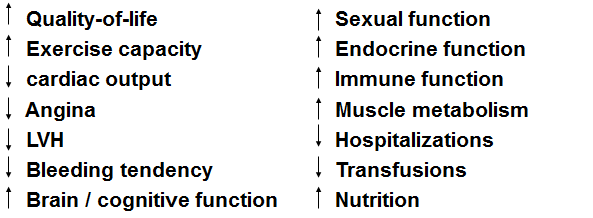 ↑ Quality-of-life
↑ Exercise capacity
↓ cardiac output
↓ Angina
↓ LVH
↓ Bleeding tendency
↑ Brain / cognitive function
↑ Sexual function
↑ Endocrine function
↑ Immune function
↑ Muscle metabolism
↓ Hospitalizations
↓ Transfusions
↑ Nutrition